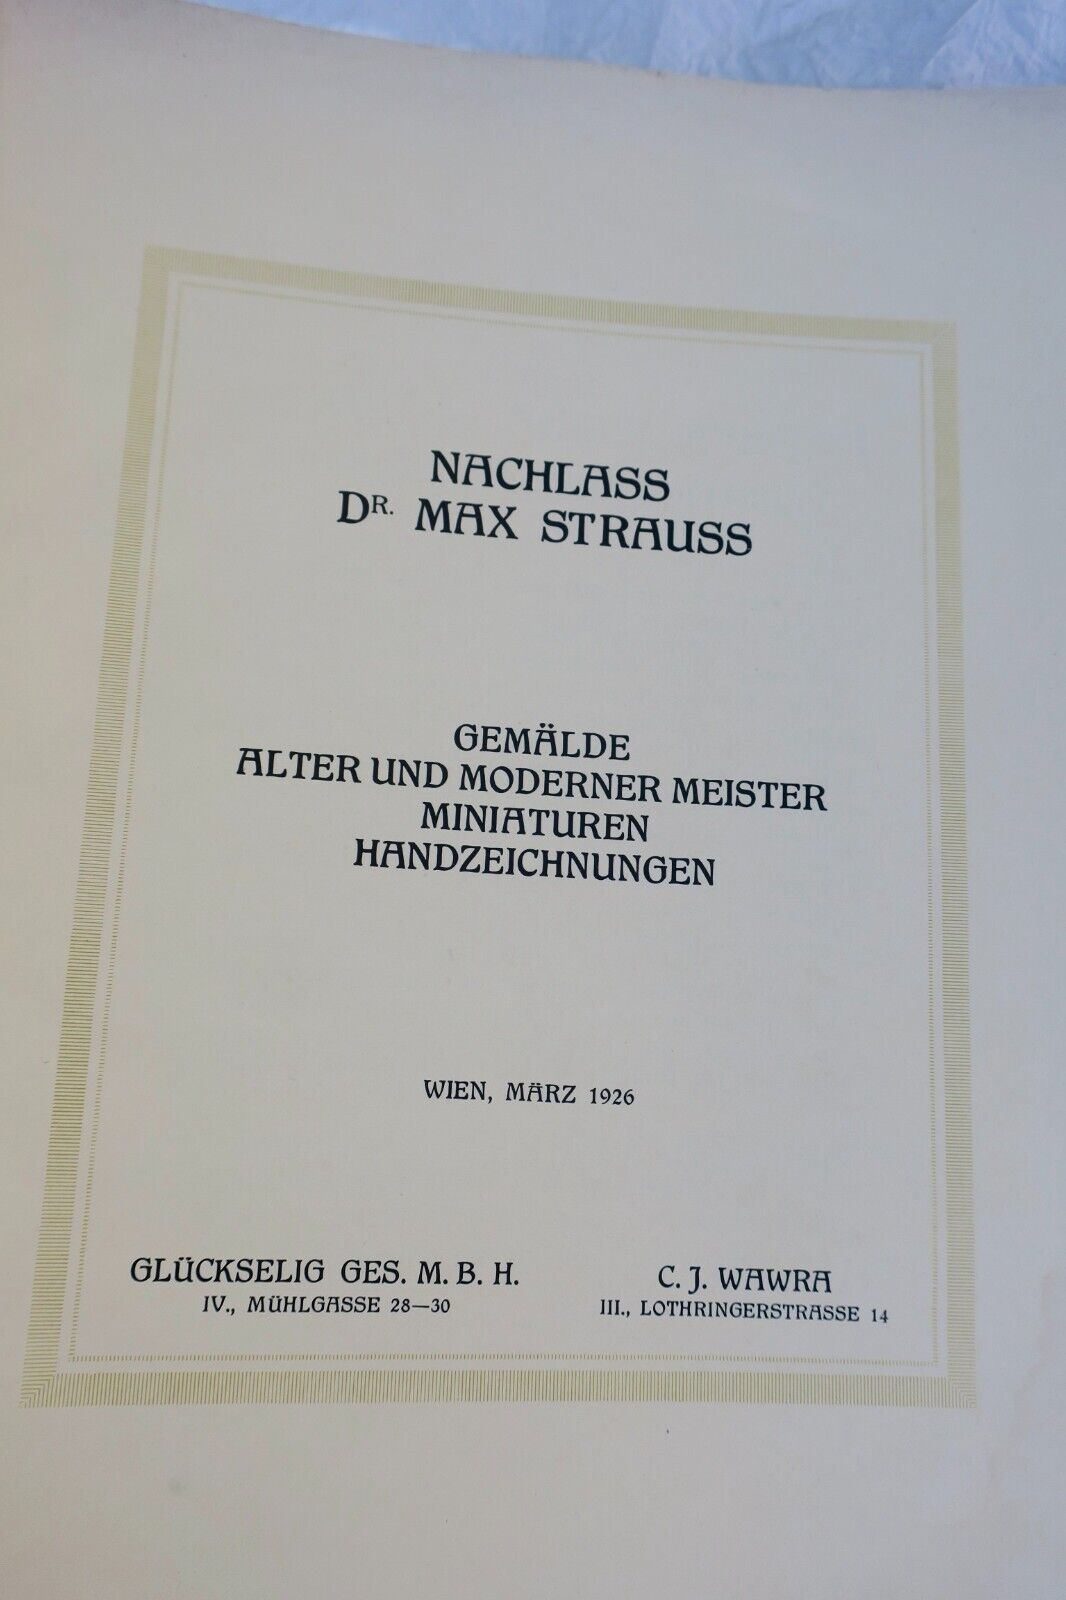 NACHLASS
DR. MAX STRAUSS
GEMÄLDE
ALTER UND MODERNER MEISTER
MINIATUREN
HANDZEICHNUNGEN
WIEN, MÄRZ 1926
GLÜCKSELIG GES. M. B. H.
IV., MÜHLGASSE 28—30
C. J. WAWRA
III., LOTHRINGERSTRASSE 14